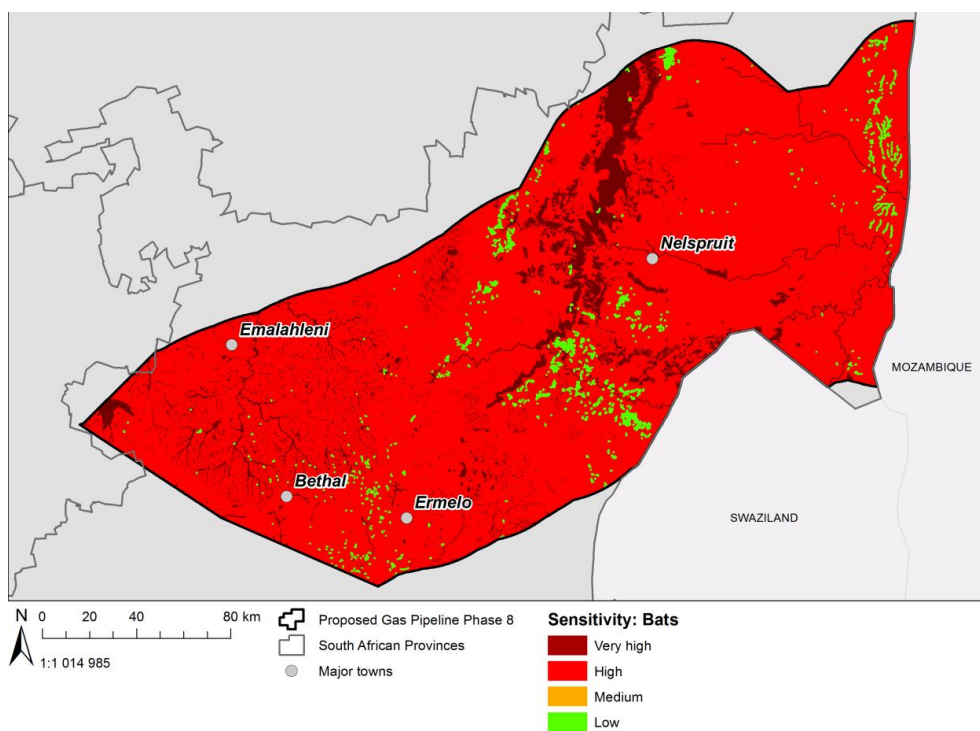 Nelspruit
Emalahleni
MOZAMBIQUE
Bethal
Ermelo
SWAZILAND
N 0 20 40 80 km
1:1 014 985
Proposed Gas Pipeline Phase 8
South African Provinces
Major towns
Sensitivity: Bats
Very high
High
Medium
Low